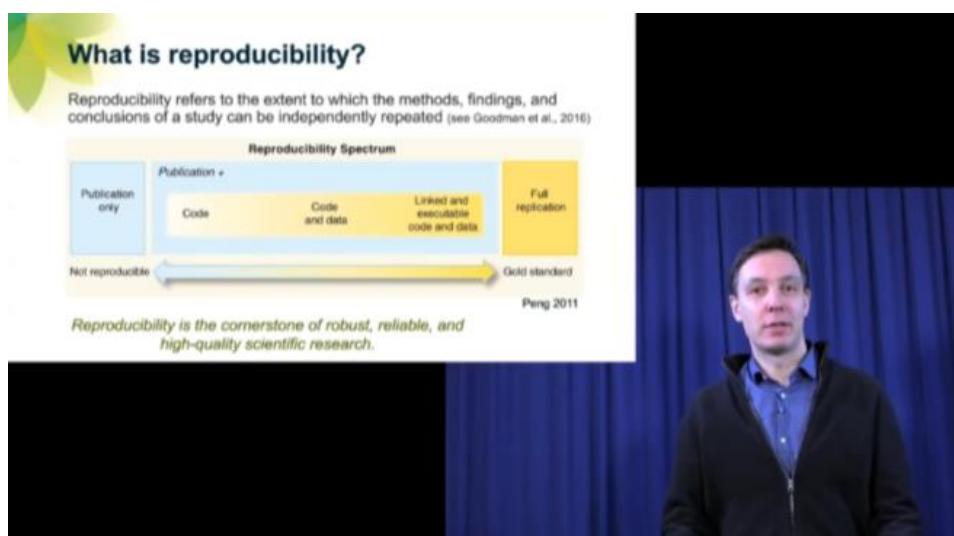 What is reproducibility?
Reproducibility refers to the extent to which the methods, findings, and
conclusions of a study can be independently repeated (see Goodman et al., 2016)
Reproducibility Spectrum
Publication +
Publication
only
Code
Code
and data
Linked and
executable
code and data
Full
replication
Not reproducible
Gold standard
Peng 2011
Reproducibility is the cornerstone of robust, reliable, and
high-quality scientific research.